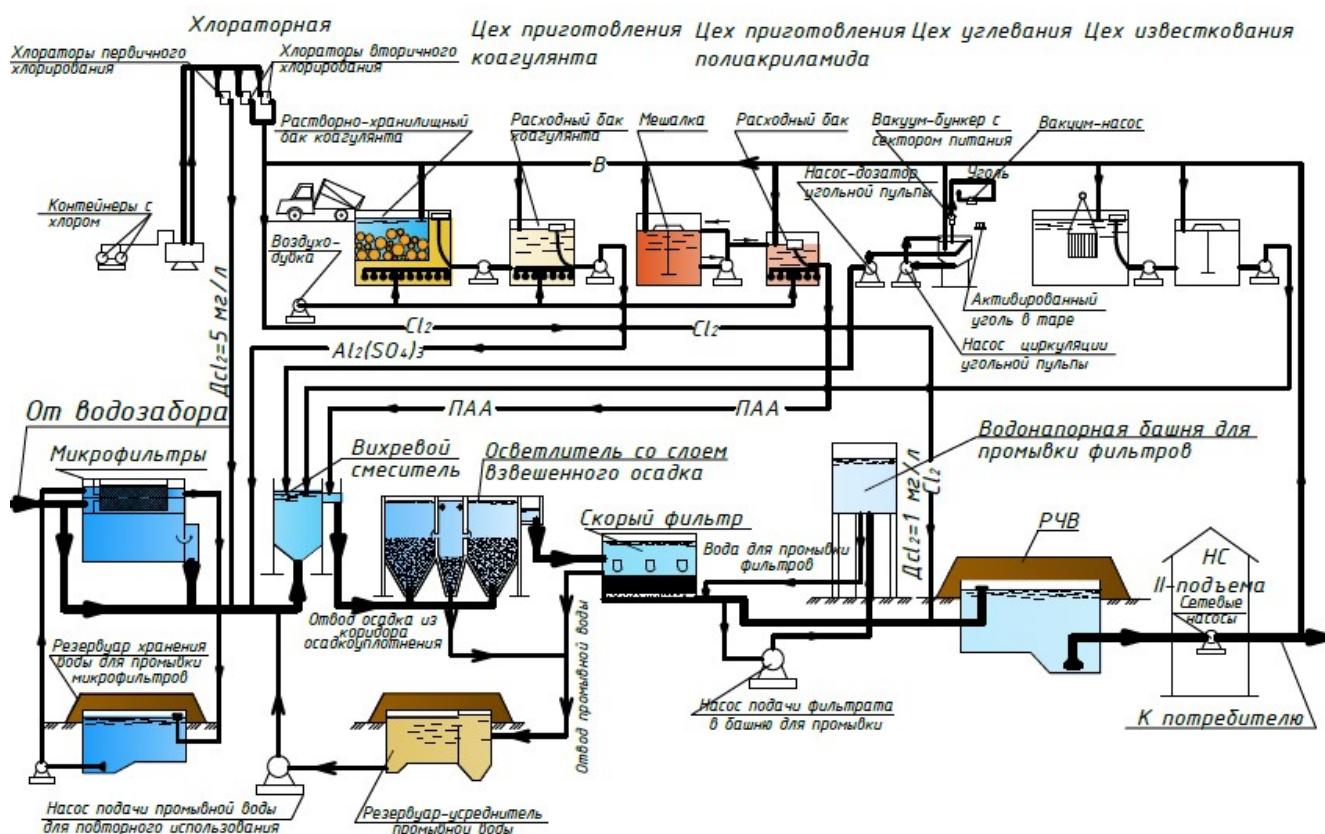 Хлораторная
Цех приготовления
коагулянта
Цех приготовления
полиакриламида
Цех углевания
Цех известкования
Хлораторы первичного
хлорирования
Хлораторы вторичного
хлорирования
Растворно-хранилищный
бак коагулянта
Расходный бак
коагулянта
Мешалка
Расходный бак
Вакуум-бункер с
сектором питания
Вакуум-насос
В
Насос-дозатор
угольной пульпы
Уголь
Контейнеры с
хлором
Воздухо-
дувка
Активированный
уголь в таре
Насос циркуляции
угольной пульпы
Cl2
Cl2
Al2(SO4)3
Дcl2=5 мг/л
ПАА
ПАА
От водозабора
Микрофильтры
Вихревой
смеситель
Осветлитель со слоем
взвешенного осадка
Водонапорная башня для
промывки фильтров
Cl2
Дcl2=1 мг/л
Скорый фильтр
Вода для промывки
фильтров
РЧВ
НС
II-подъема
Сетевые
насосы
Отвод осадка из
коридора
осадкоуплотнения
Отвод промывной воды
Резервуар хранения
воды для промывки
микрофильтров
Насос подачи фильтрата
в башню для промывки
К потребителю
Насос подачи промывной воды
для повторного использования
Резервуар-усреднитель
промывной воды